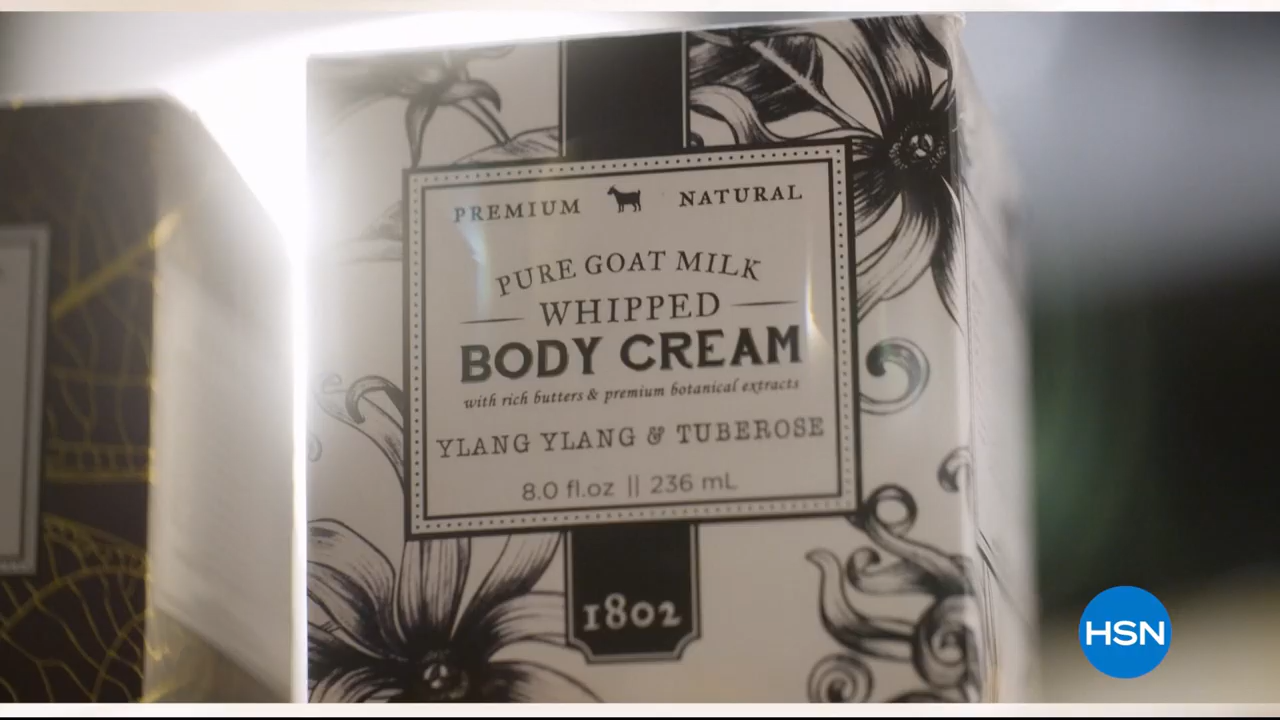 PREMIUM NATURAL
PURE GOAT MILK
WHIPPED
BODY CREAM
with rich butters & premium botanical extracts
YLANG YLANG & TUBEROSE
8.0 fl.oz || 236 mL
1802
HSN